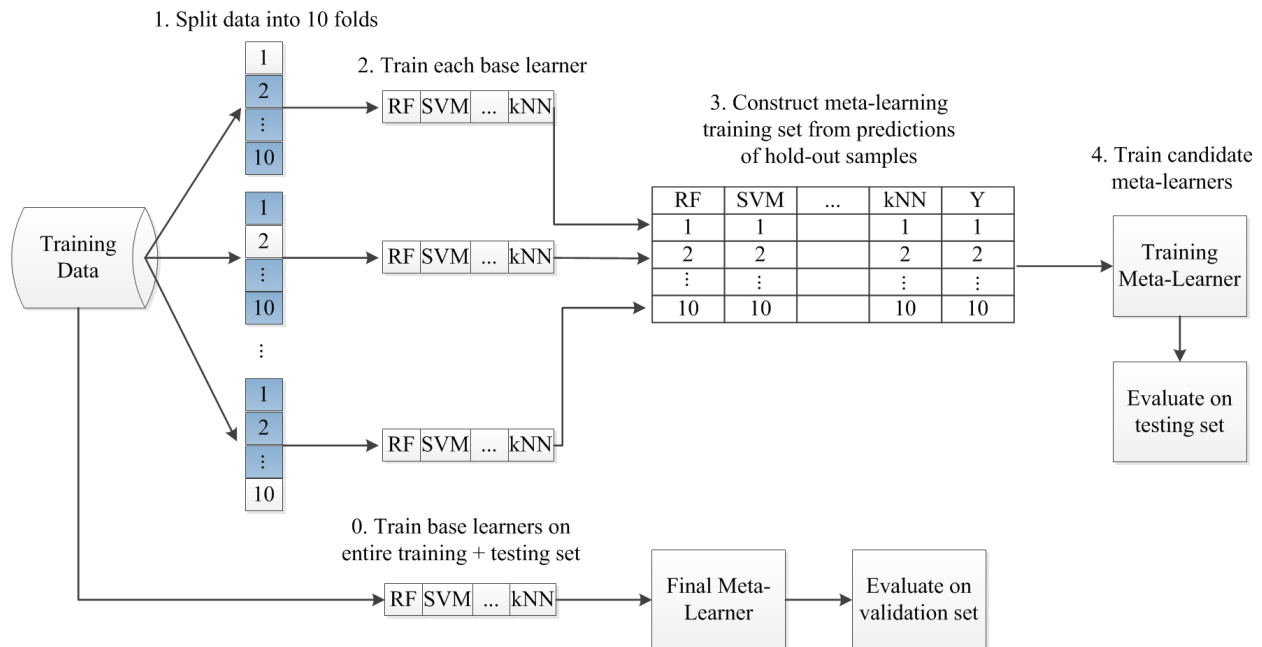 1. Split data into 10 folds
1
2
⋮
10
2. Train each base learner
RF SVM ... kNN
3. Construct meta-learning
training set from predictions
of hold-out samples
4. Train candidate
meta-learners
Training
Data
1
2
⋮
10
RF SVM ... kNN
RF SVM ... kNN Y
1 1 1 1
2 2 2 2
⋮ ⋮ ⋮ ⋮
10 10 10 10
Training
Meta-Learner
⋮
1
2
⋮
10
RF SVM ... kNN
Evaluate on
testing set
0. Train base learners on
entire training + testing set
RF SVM ... kNN
Final Meta-
Learner
Evaluate on
validation set